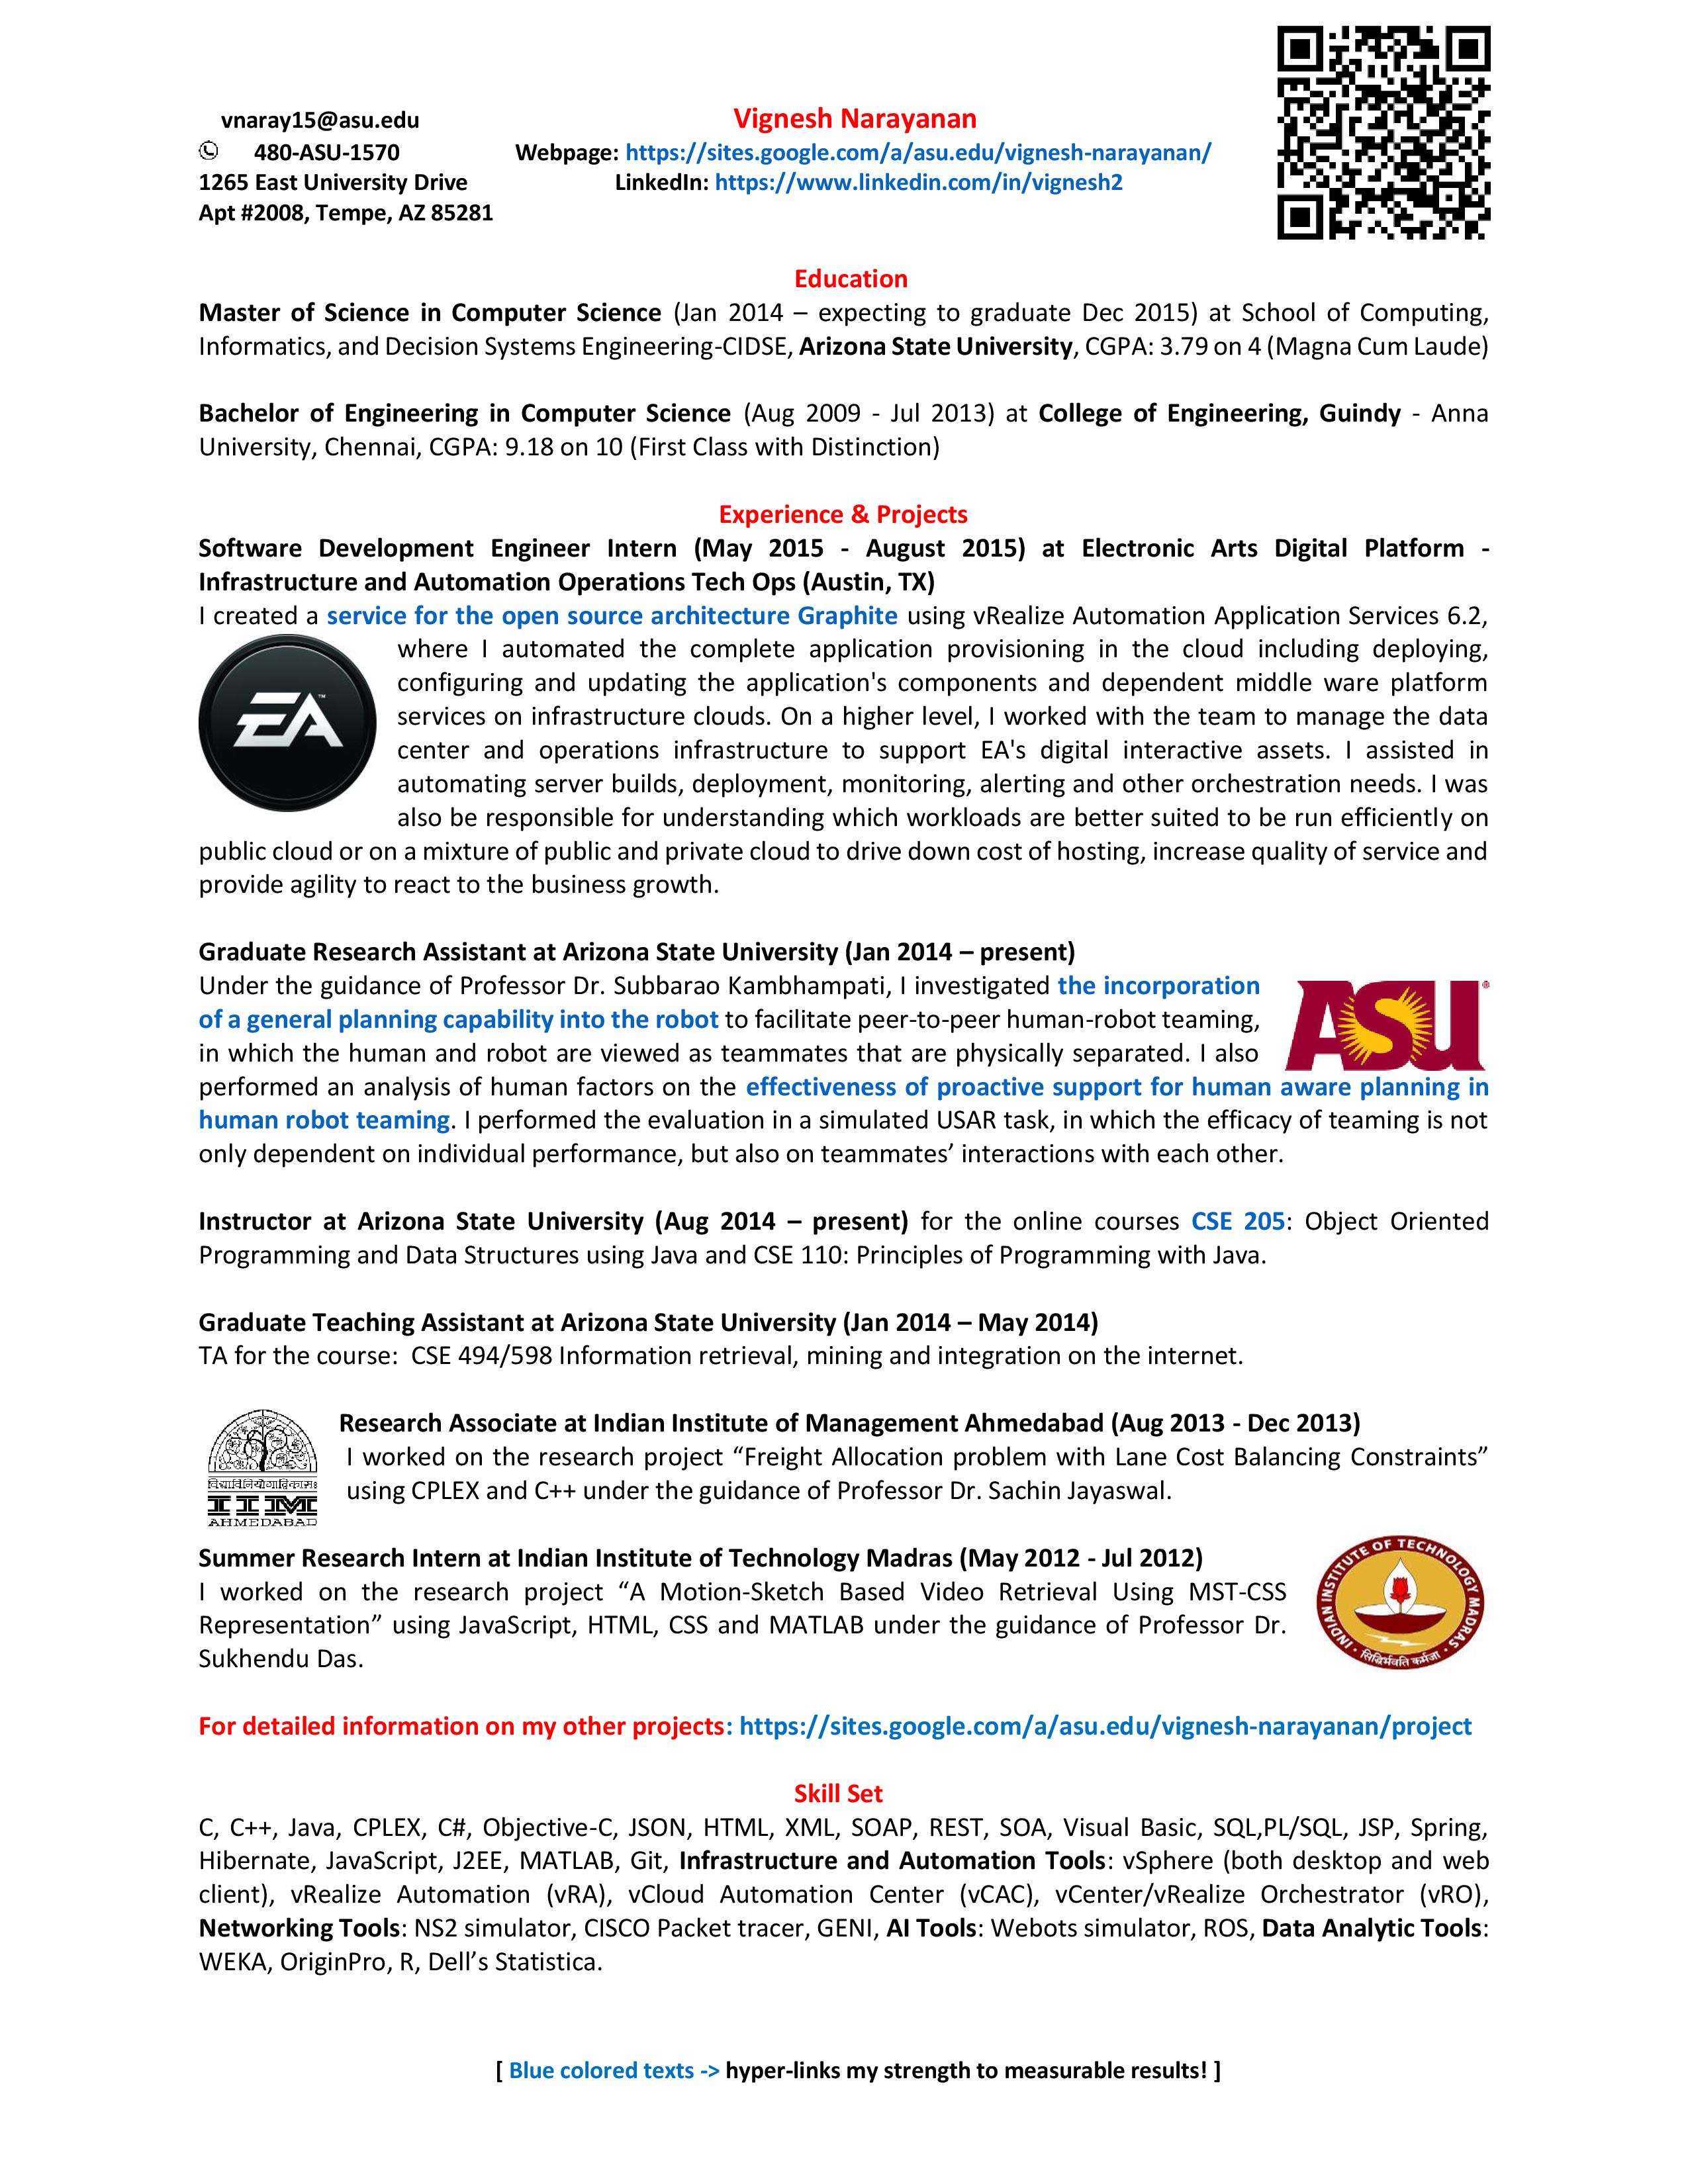 vnaray15@asu.edu
480-ASU-1570
1265 East University Drive
Apt #2008, Tempe, AZ 85281
Vignesh Narayanan
Webpage: https://sites.google.com/a/asu.edu/vignesh-narayanan/
LinkedIn: https://www.linkedin.com/in/vignesh2
Education
Master of Science in Computer Science (Jan 2014 – expecting to graduate Dec 2015) at School of Computing,
Informatics, and Decision Systems Engineering-CIDSE, Arizona State University, CGPA: 3.79 on 4 (Magna Cum Laude)
Bachelor of Engineering in Computer Science (Aug 2009 - Jul 2013) at College of Engineering, Guindy - Anna
University, Chennai, CGPA: 9.18 on 10 (First Class with Distinction)
Experience & Projects
Software Development Engineer Intern (May 2015 - August 2015) at Electronic Arts Digital Platform -
Infrastructure and Automation Operations Tech Ops (Austin, TX)
I created a service for the open source architecture Graphite using vRealize Automation Application Services 6.2,
EA™
where I automated the complete application provisioning in the cloud including deploying,
configuring and updating the application's components and dependent middle ware platform
services on infrastructure clouds. On a higher level, I worked with the team to manage the data
center and operations infrastructure to support EA's digital interactive assets. I assisted in
automating server builds, deployment, monitoring, alerting and other orchestration needs. I was
also be responsible for understanding which workloads are better suited to be run efficiently on
public cloud or on a mixture of public and private cloud to drive down cost of hosting, increase quality of service and
provide agility to react to the business growth.
Graduate Research Assistant at Arizona State University (Jan 2014 – present)
Under the guidance of Professor Dr. Subbarao Kambhampati, I investigated the incorporation
of a general planning capability into the robot to facilitate peer-to-peer human-robot teaming,
in which the human and robot are viewed as teammates that are physically separated. I also
ASU®
performed an analysis of human factors on the effectiveness of proactive support for human aware planning in
human robot teaming. I performed the evaluation in a simulated USAR task, in which the efficacy of teaming is not
only dependent on individual performance, but also on teammates’ interactions with each other.
Instructor at Arizona State University (Aug 2014 – present) for the online courses CSE 205: Object Oriented
Programming and Data Structures using Java and CSE 110: Principles of Programming with Java.
Graduate Teaching Assistant at Arizona State University (Jan 2014 – May 2014)
TA for the course:  CSE 494/598 Information retrieval, mining and integration on the internet.
विद्याविनियोगाद्विकासः
IIM
AHMEDABAD
Research Associate at Indian Institute of Management Ahmedabad (Aug 2013 - Dec 2013)
I worked on the research project “Freight Allocation problem with Lane Cost Balancing Constraints”
using CPLEX and C++ under the guidance of Professor Dr. Sachin Jayaswal.
Summer Research Intern at Indian Institute of Technology Madras (May 2012 - Jul 2012)
I worked on the research project “A Motion-Sketch Based Video Retrieval Using MST-CSS
Representation” using JavaScript, HTML, CSS and MATLAB under the guidance of Professor Dr.
Sukhendu Das.
INDIAN INSTITUTE OF TECHNOLOGY MADRAS
सिद्धिर्भवति कर्मजा
For detailed information on my other projects: https://sites.google.com/a/asu.edu/vignesh-narayanan/project
Skill Set
C, C++, Java, CPLEX, C#, Objective-C, JSON, HTML, XML, SOAP, REST, SOA, Visual Basic, SQL,PL/SQL, JSP, Spring,
Hibernate, JavaScript, J2EE, MATLAB, Git, Infrastructure and Automation Tools: vSphere (both desktop and web
client), vRealize Automation (vRA), vCloud Automation Center (vCAC), vCenter/vRealize Orchestrator (vRO),
Networking Tools: NS2 simulator, CISCO Packet tracer, GENI, AI Tools: Webots simulator, ROS, Data Analytic Tools:
WEKA, OriginPro, R, Dell’s Statistica.
[ Blue colored texts -> hyper-links my strength to measurable results! ]